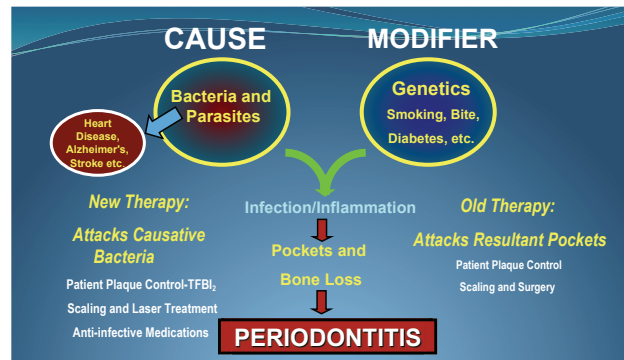 CAUSE
MODIFIER
Bacteria and
Parasites
Genetics
Smoking, Bite,
Diabetes, etc.
Heart
Disease,
Alzheimer's,
Stroke etc.
New Therapy:
Attacks Causative
Bacteria
Patient Plaque Control-TFBI₂
Scaling and Laser Treatment
Anti-infective Medications
Infection/Inflammation
Pockets and
Bone Loss
PERIODONTITIS
Old Therapy:
Attacks Resultant Pockets
Patient Plaque Control
Scaling and Surgery